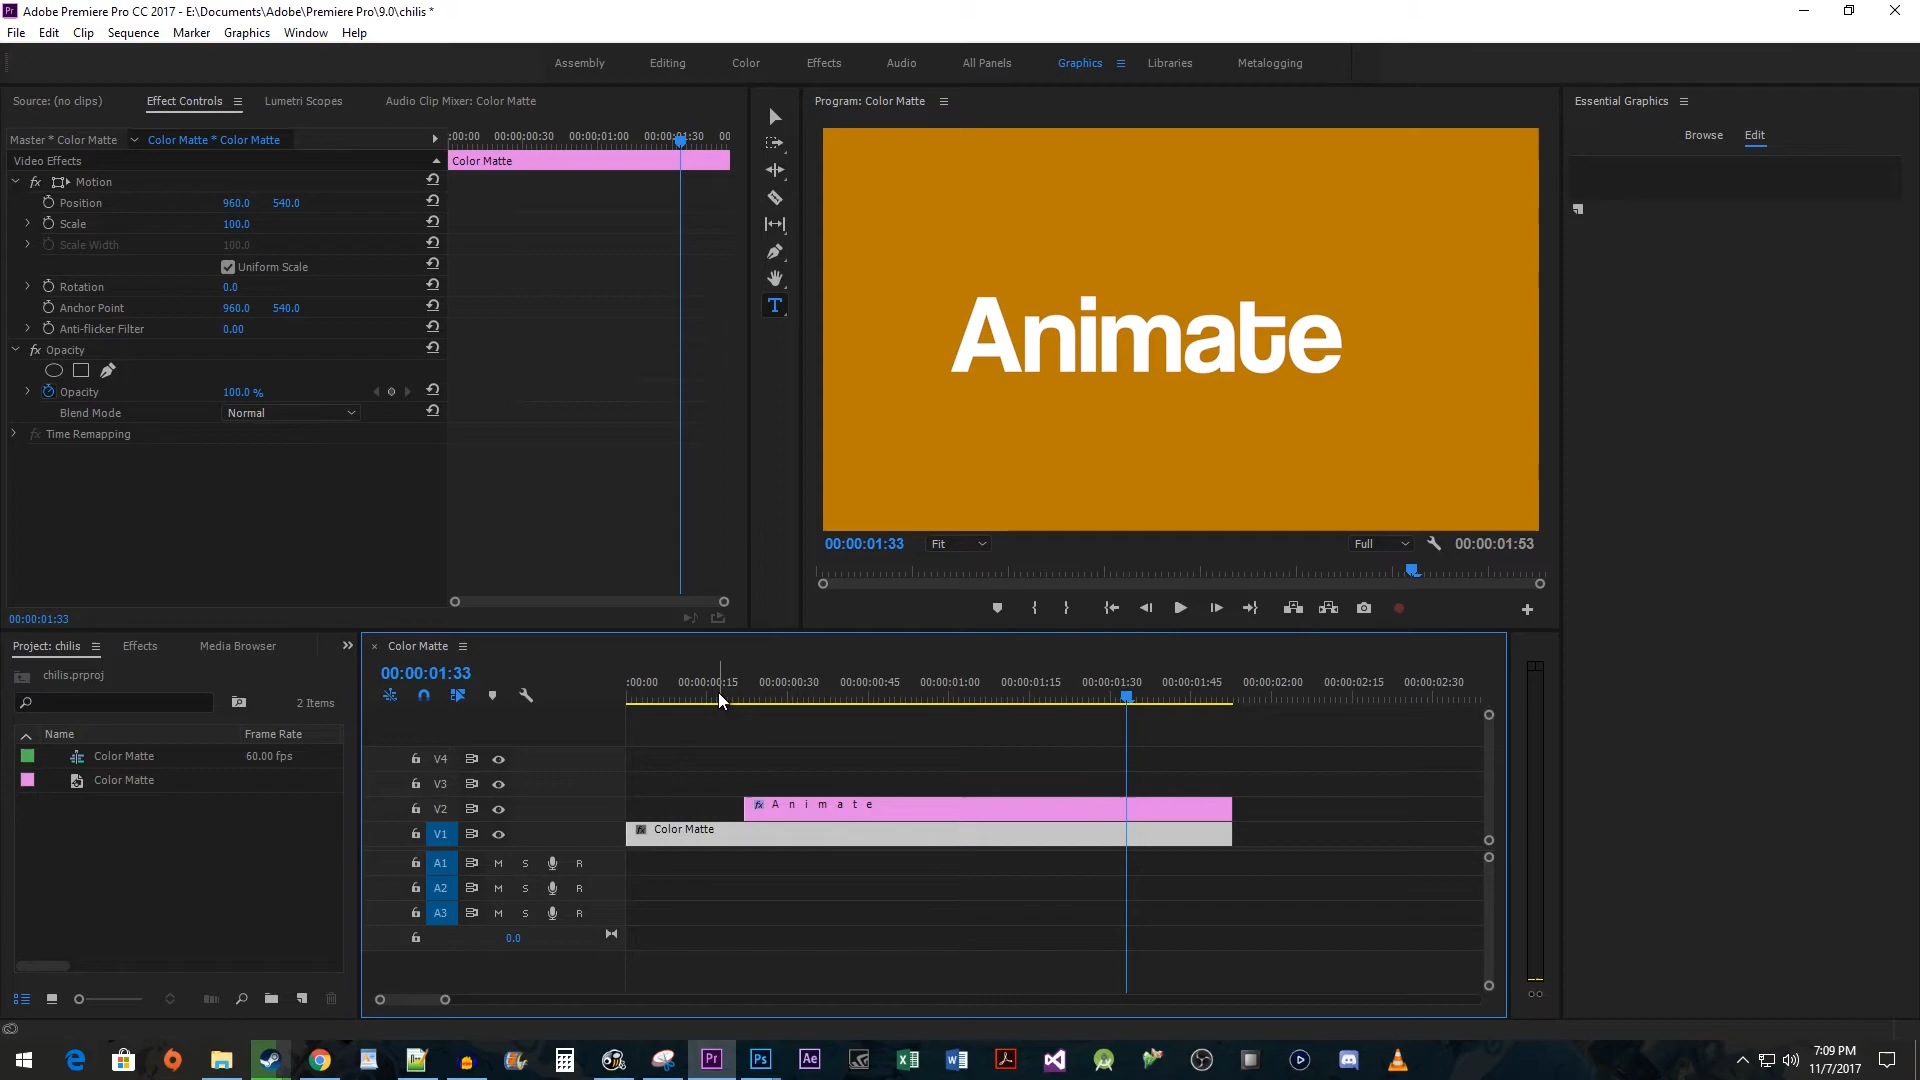 Adobe Premiere Pro CC 2017 - E:\Documents\Adobe\Premiere Pro\9.0\chilis *
File Edit Clip Sequence Marker Graphics Window Help
Assembly Editing Color Effects Audio All Panels Graphics Libraries Metalogging
Source: (no clips) Effect Controls Lumetri Scopes Audio Clip Mixer: Color Matte
Program: Color Matte
Essential Graphics
Browse Edit
Master * Color Matte Color Matte * Color Matte
:00:00 00:00:00:30 00:00:01:00 00:00:01:30 00
Video Effects
Color Matte
fx Motion
Position 960.0 540.0
Scale 100.0
Scale Width 100.0
Uniform Scale
Rotation 0.0
Anchor Point 960.0 540.0
Anti-flicker Filter 0.00
fx Opacity
Opacity 100.0 %
Blend Mode Normal
fx Time Remapping
00:00:01:33
T
Animate
00:00:01:33 Fit Full 00:00:01:53
Project: chilis Effects Media Browser
chilis.prproj
2 Items
Name Frame Rate
Color Matte 60.00 fps
Color Matte
Color Matte
00:00:01:33
:00:00 00:00:00:15 00:00:00:30 00:00:00:45 00:00:01:00 00:00:01:15 00:00:01:30 00:00:01:45 00:00:02:00 00:00:02:15 00:00:02:30
V4
V3
V2 fx A n i m a t e
V1 fx Color Matte
A1 M S R
A2 M S R
A3 M S R
0.0
Pr Ps Ae
7:09 PM
11/7/2017